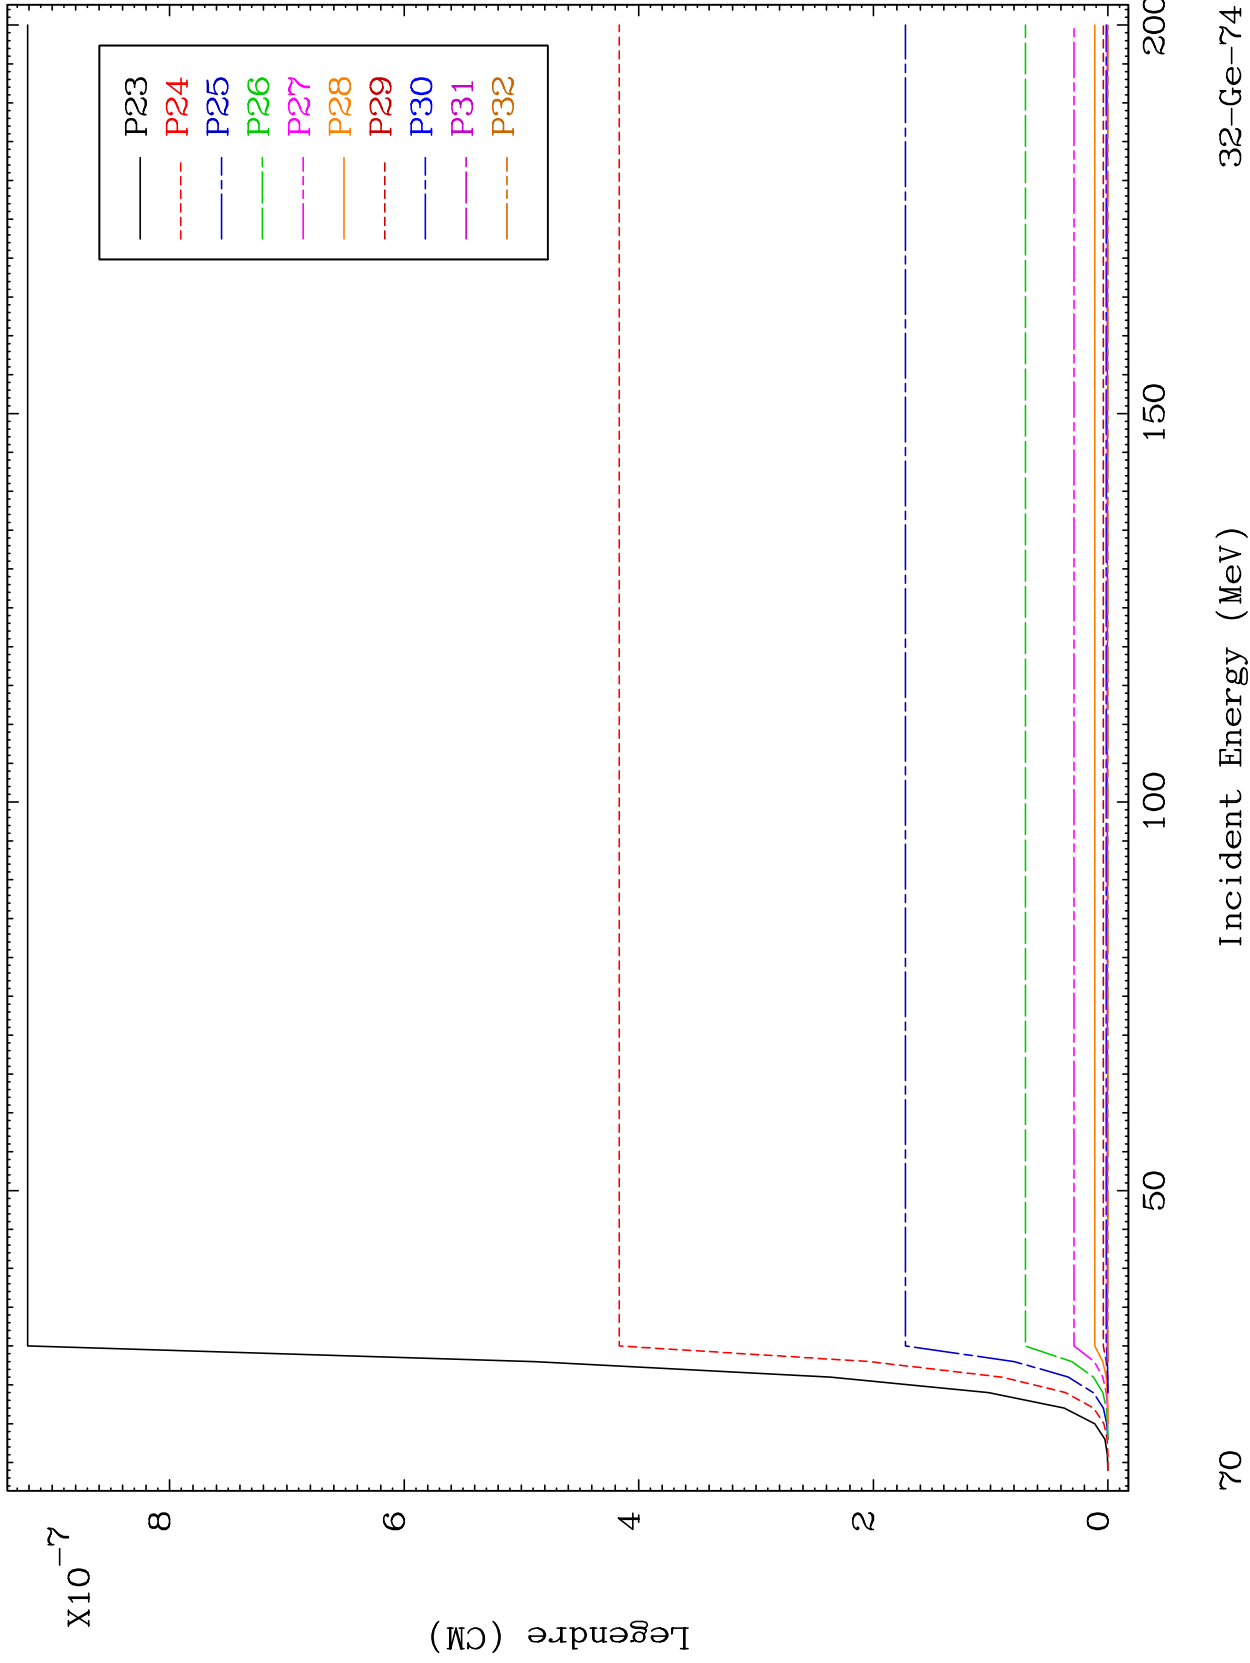 X10-7
Legendre (CM)
8
6
4
2
0
P23
P24
P25
P26
P27
P28
P29
P30
P31
P32
50
100
150
200
Incident Energy (MeV)
70
32-Ge-74